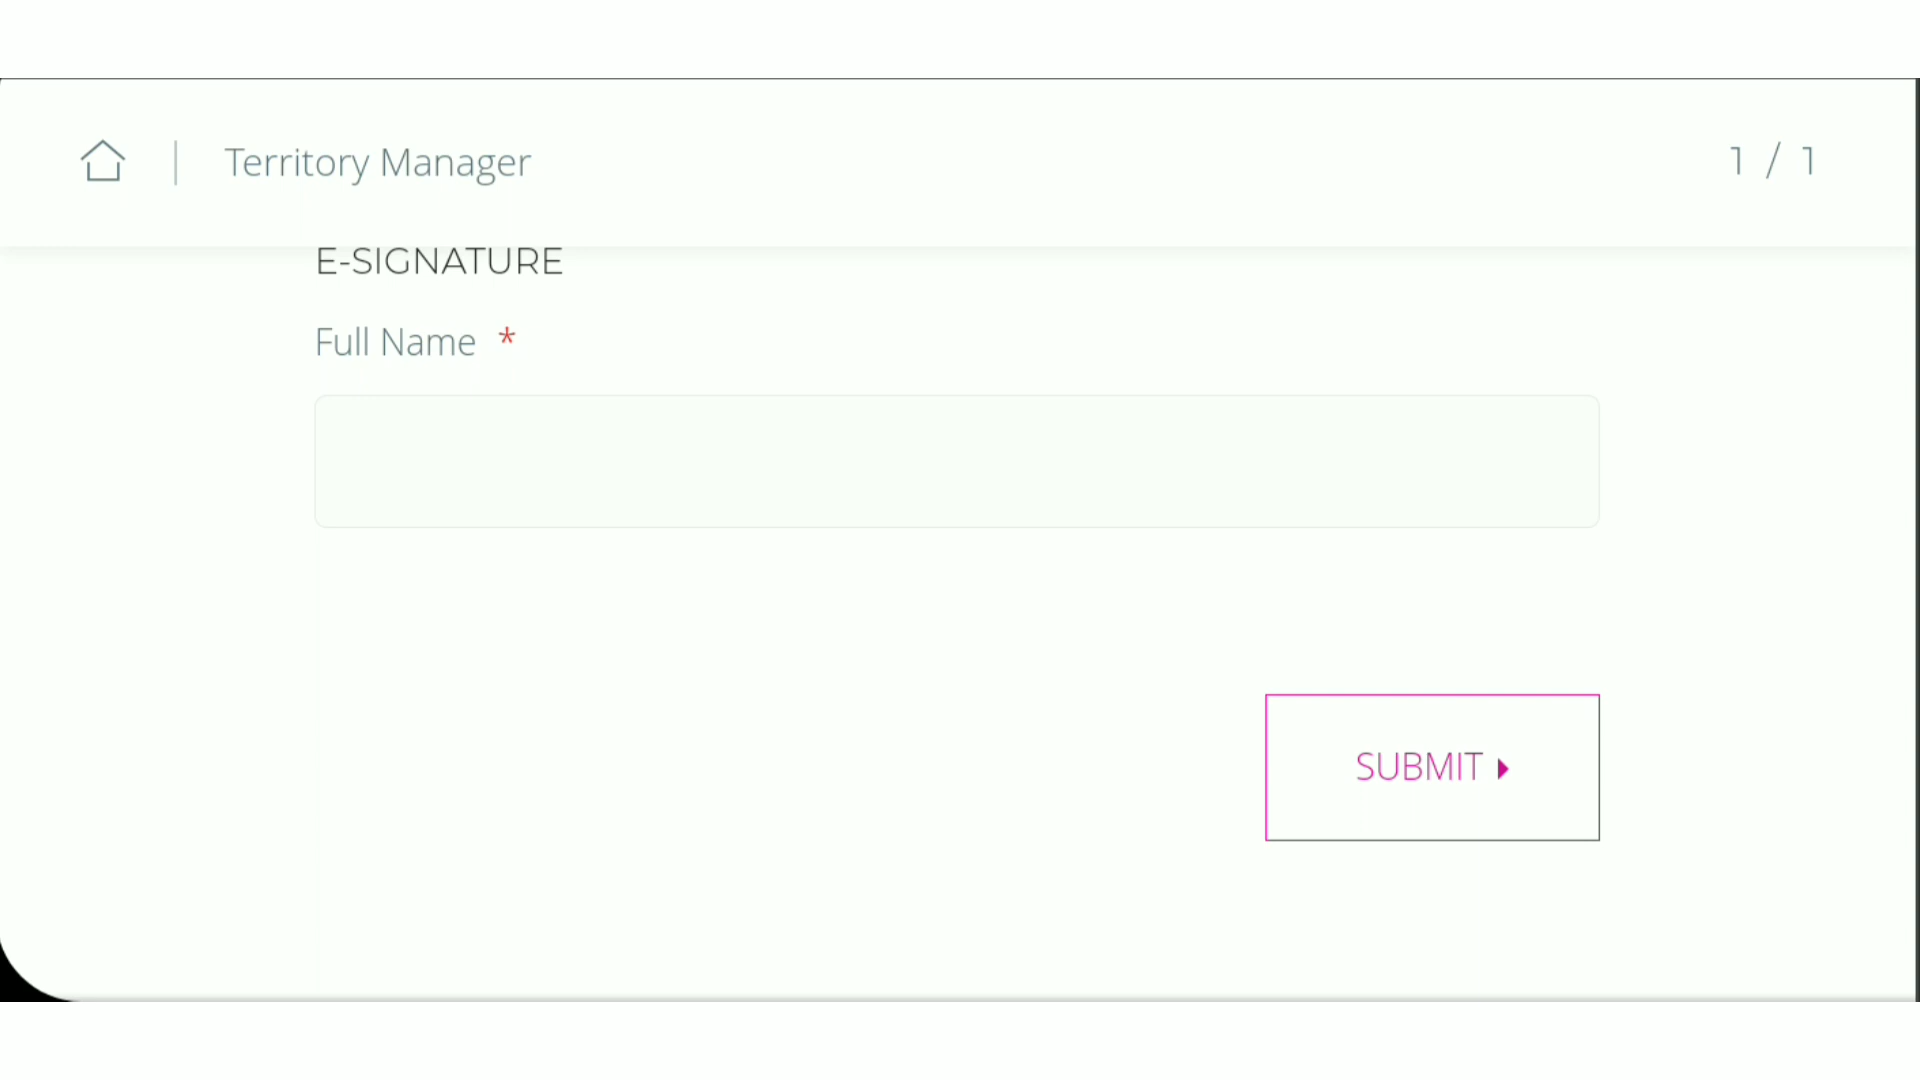 Territory Manager
1 / 1
E-SIGNATURE
Full Name *
SUBMIT